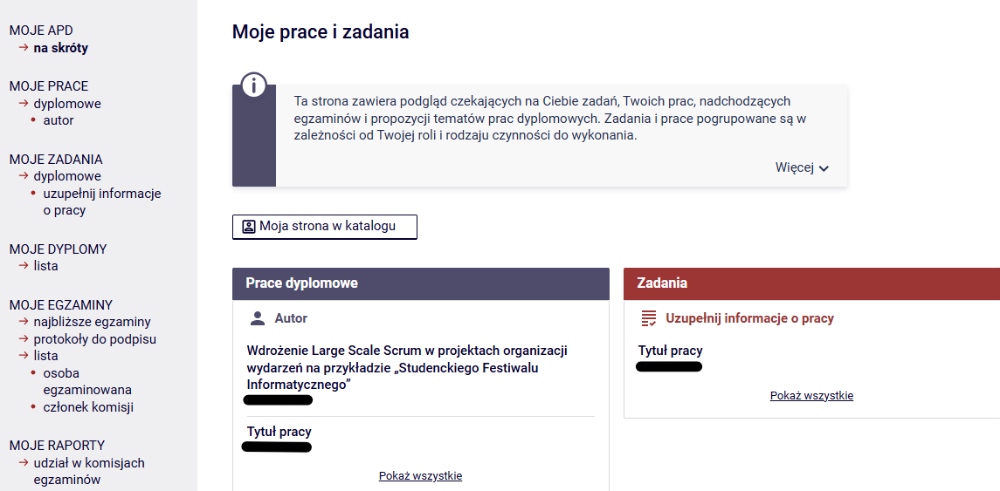 MOJE APD
na skróty
MOJE PRACE
dyplomowe
autor
MOJE ZADANIA
dyplomowe
uzupełnij informacje
o pracy
MOJE DYPLOMY
lista
MOJE EGZAMINY
najbliższe egzaminy
protokoły do podpisu
lista
osoba
egzaminowana
członek komisji
MOJE RAPORTY
udział w komisjach
egzaminów
Moje prace i zadania
Ta strona zawiera podgląd czekających na Ciebie zadań, Twoich prac, nadchodzących
egzaminów i propozycji tematów prac dyplomowych. Zadania i prace pogrupowane są w
zależności od Twojej roli i rodzaju czynności do wykonania.
Więcej
Moja strona w katalogu
Prace dyplomowe
Autor
Wdrożenie Large Scale Scrum w projektach organizacji
wydarzeń na przykładzie „Studenckiego Festiwalu
Informatycznego”
Tytuł pracy
Pokaż wszystkie
Zadania
Uzupełnij informacje o pracy
Tytuł pracy
Pokaż wszystkie